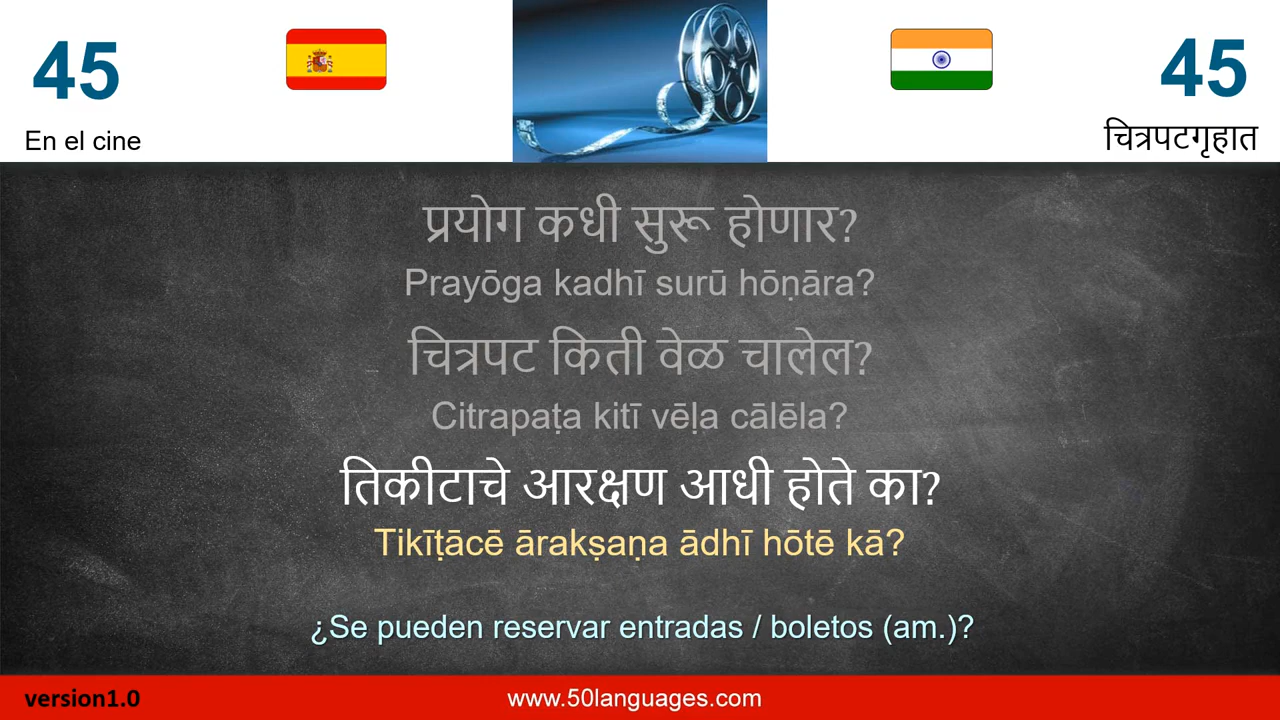 45
45
En el cine
चित्रपटगृहात
प्रयोग कधी सुरू होणार?
Prayōga kadhī surū hōṇāra?
चित्रपट किती वेळ चालेल?
Citrapaṭa kitī vēḷa cālēla?
तिकीटाचे आरक्षण आधी होते का?
Tikīṭācē ārakṣaṇa ādhī hōtē kā?
¿Se pueden reservar entradas / boletos (am.)?
version1.0
www.50languages.com